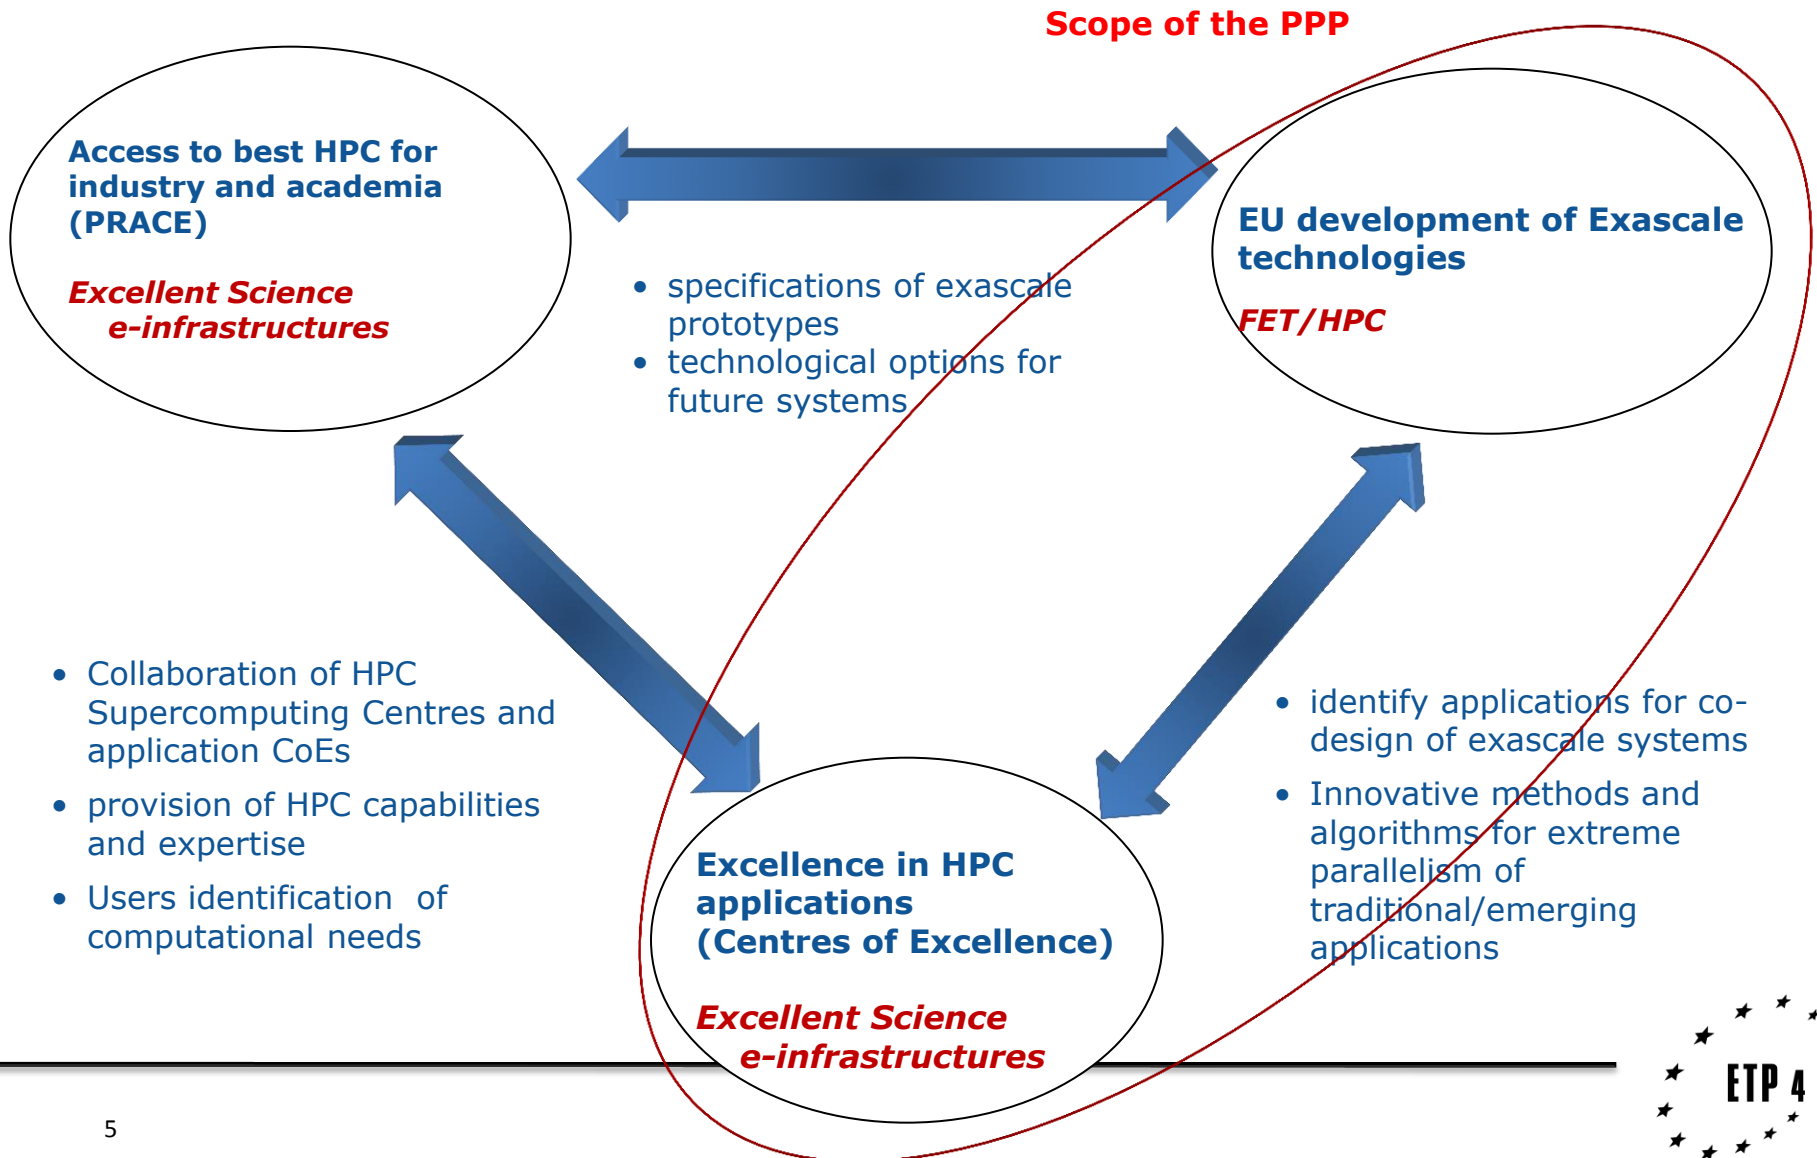 Scope of the PPP
Access to best HPC for
industry and academia
(PRACE)
Excellent Science
e-infrastructures
EU development of Exascale
technologies
FET/HPC
• specifications of exascale
prototypes
• technological options for
future systems
• Collaboration of HPC
Supercomputing Centres and
application CoEs
• provision of HPC capabilities
and expertise
• Users identification of
computational needs
• identify applications for co-
design of exascale systems
• Innovative methods and
algorithms for extreme
parallelism of
traditional/emerging
applications
Excellence in HPC
applications
(Centres of Excellence)
Excellent Science
e-infrastructures
ETP 4
5